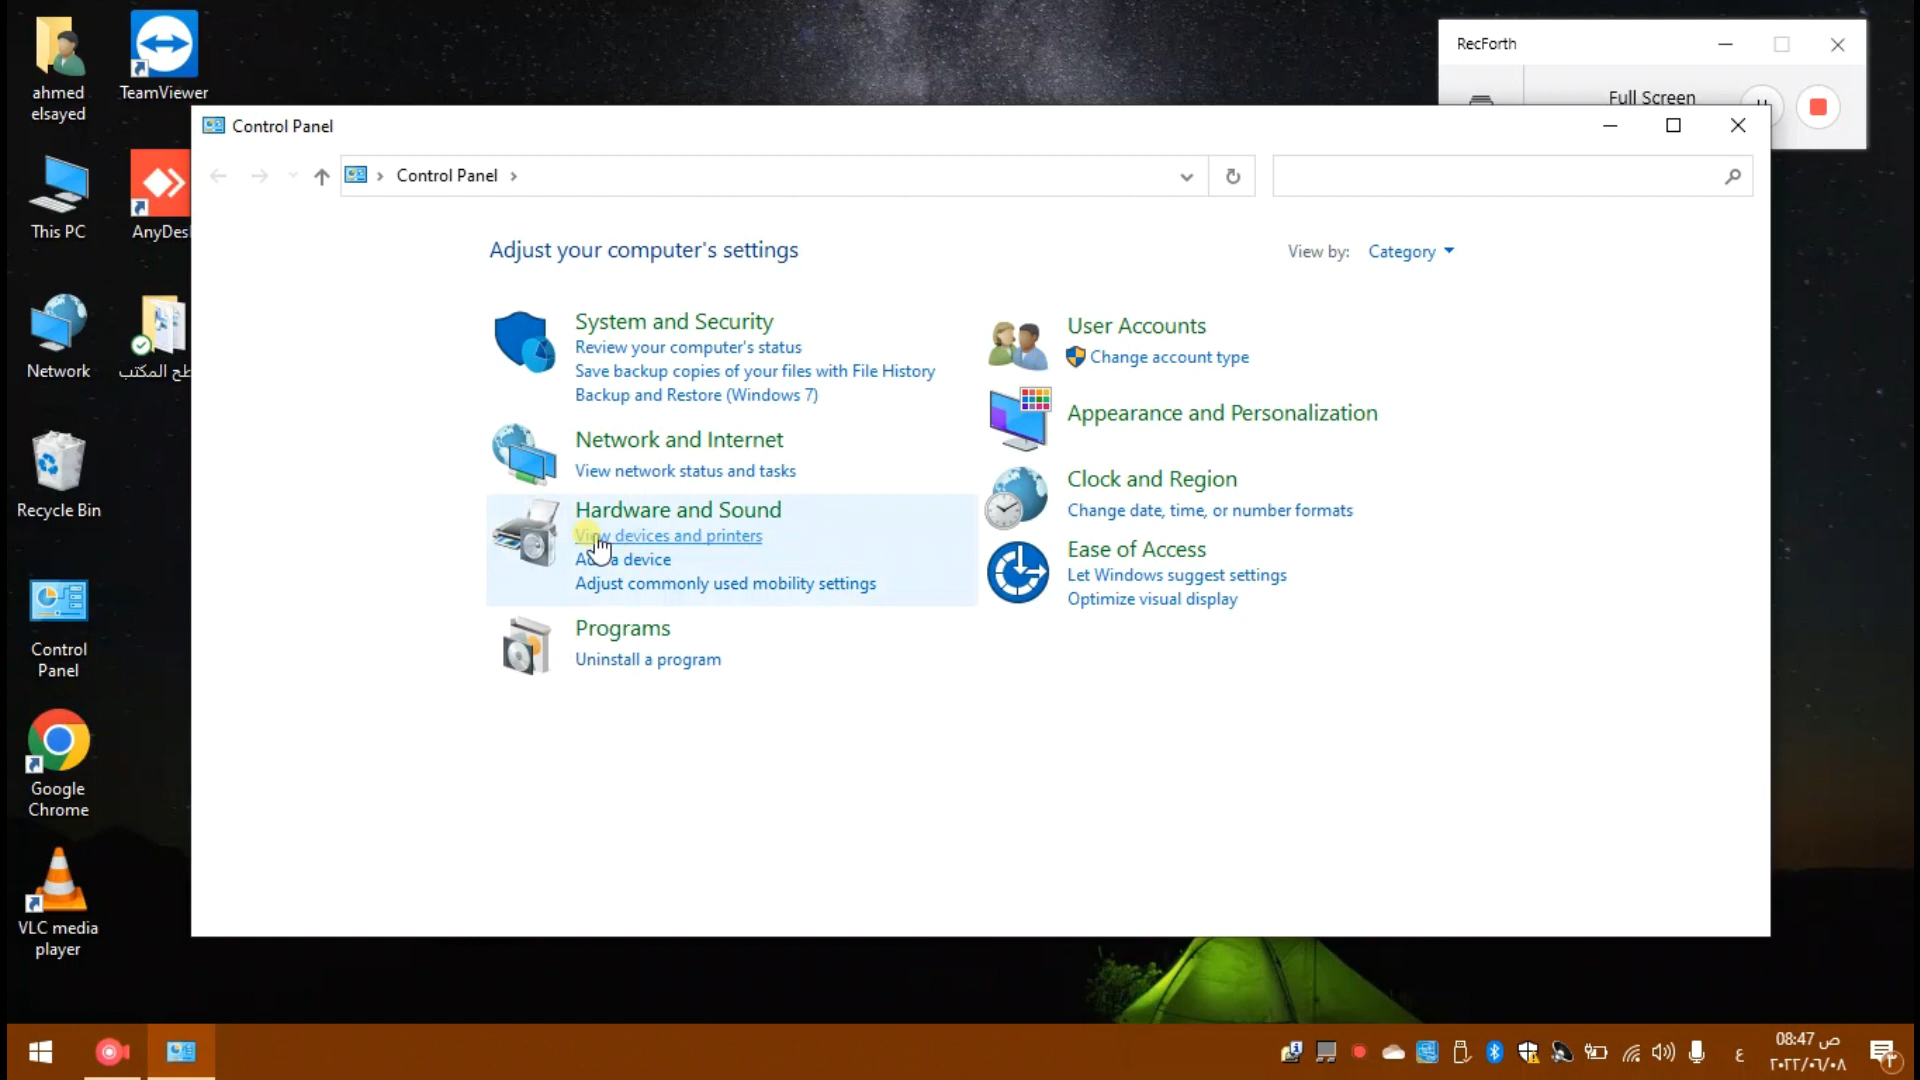 ahmed
elsayed
TeamViewer
This PC
AnyDes
Network
طح المكتب
Recycle Bin
Control
Panel
Google
Chrome
VLC media
player
RecForth
Full Screen
Control Panel
Control Panel
Adjust your computer's settings
View by: Category
System and Security
Review your computer's status
Save backup copies of your files with File History
Backup and Restore (Windows 7)
Network and Internet
View network status and tasks
Hardware and Sound
View devices and printers
Add a device
Adjust commonly used mobility settings
Programs
Uninstall a program
User Accounts
Change account type
Appearance and Personalization
Clock and Region
Change date, time, or number formats
Ease of Access
Let Windows suggest settings
Optimize visual display
ع
08:47 ص
٢٠٢٢/٠٦/٠٨
٣